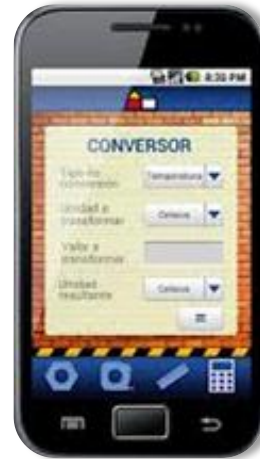 8:30 PM
CONVERSOR
Tipo de
conversión
Temperatura
Unidad a
transformar
Celsius
Valor a
transformar
Unidad
resultante
Celsius
=